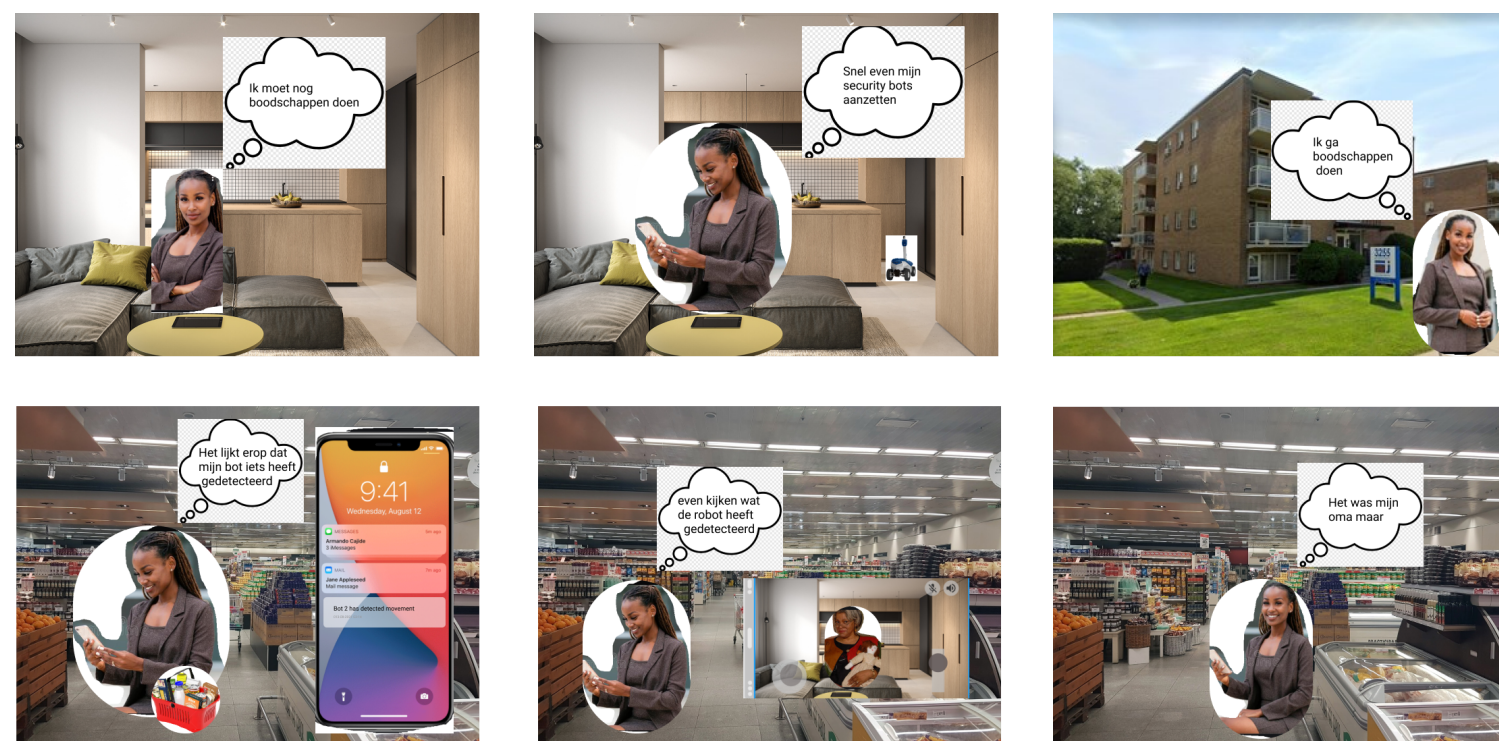 Ik moet nog
boodschappen doen
Snel even mijn
security bots
aanzetten
Ik ga
boodschappen
doen
3255
Het lijkt erop dat
mijn bot iets heeft
gedetecteerd
9:41
Wednesday, August 12
MESSAGES
Armando Cajide
3 Messages
MAIL
Jane Appleseed
Mail message
Bot 2 has detected movement
even kijken wat
de robot heeft
gedetecteerd
Het was mijn
oma maar